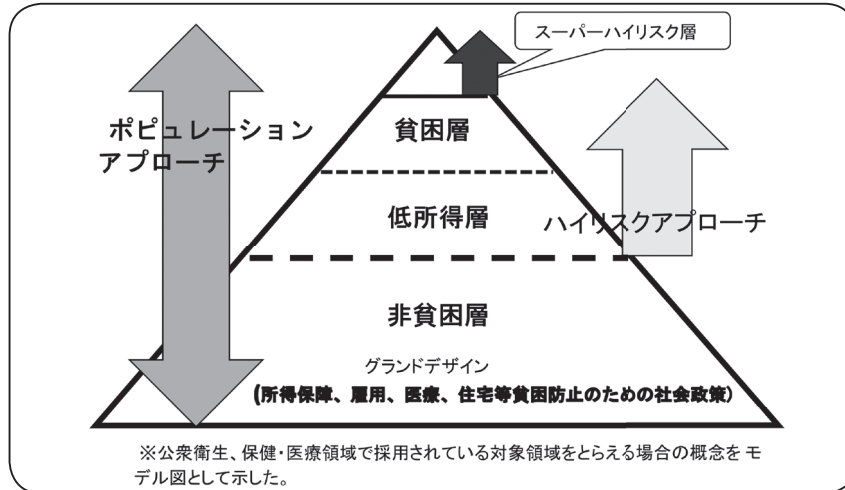 スーパーハイリスク層
ポピュレーション
アプローチ
貧困層
低所得層
ハイリスクアプローチ
非貧困層
グランドデザイン
(所得保障、雇用、医療、住宅等貧困防止のための社会政策)
※公衆衛生、保健・医療領域で採用されている対象領域をとらえる場合の概念をモ
デル図として示した。